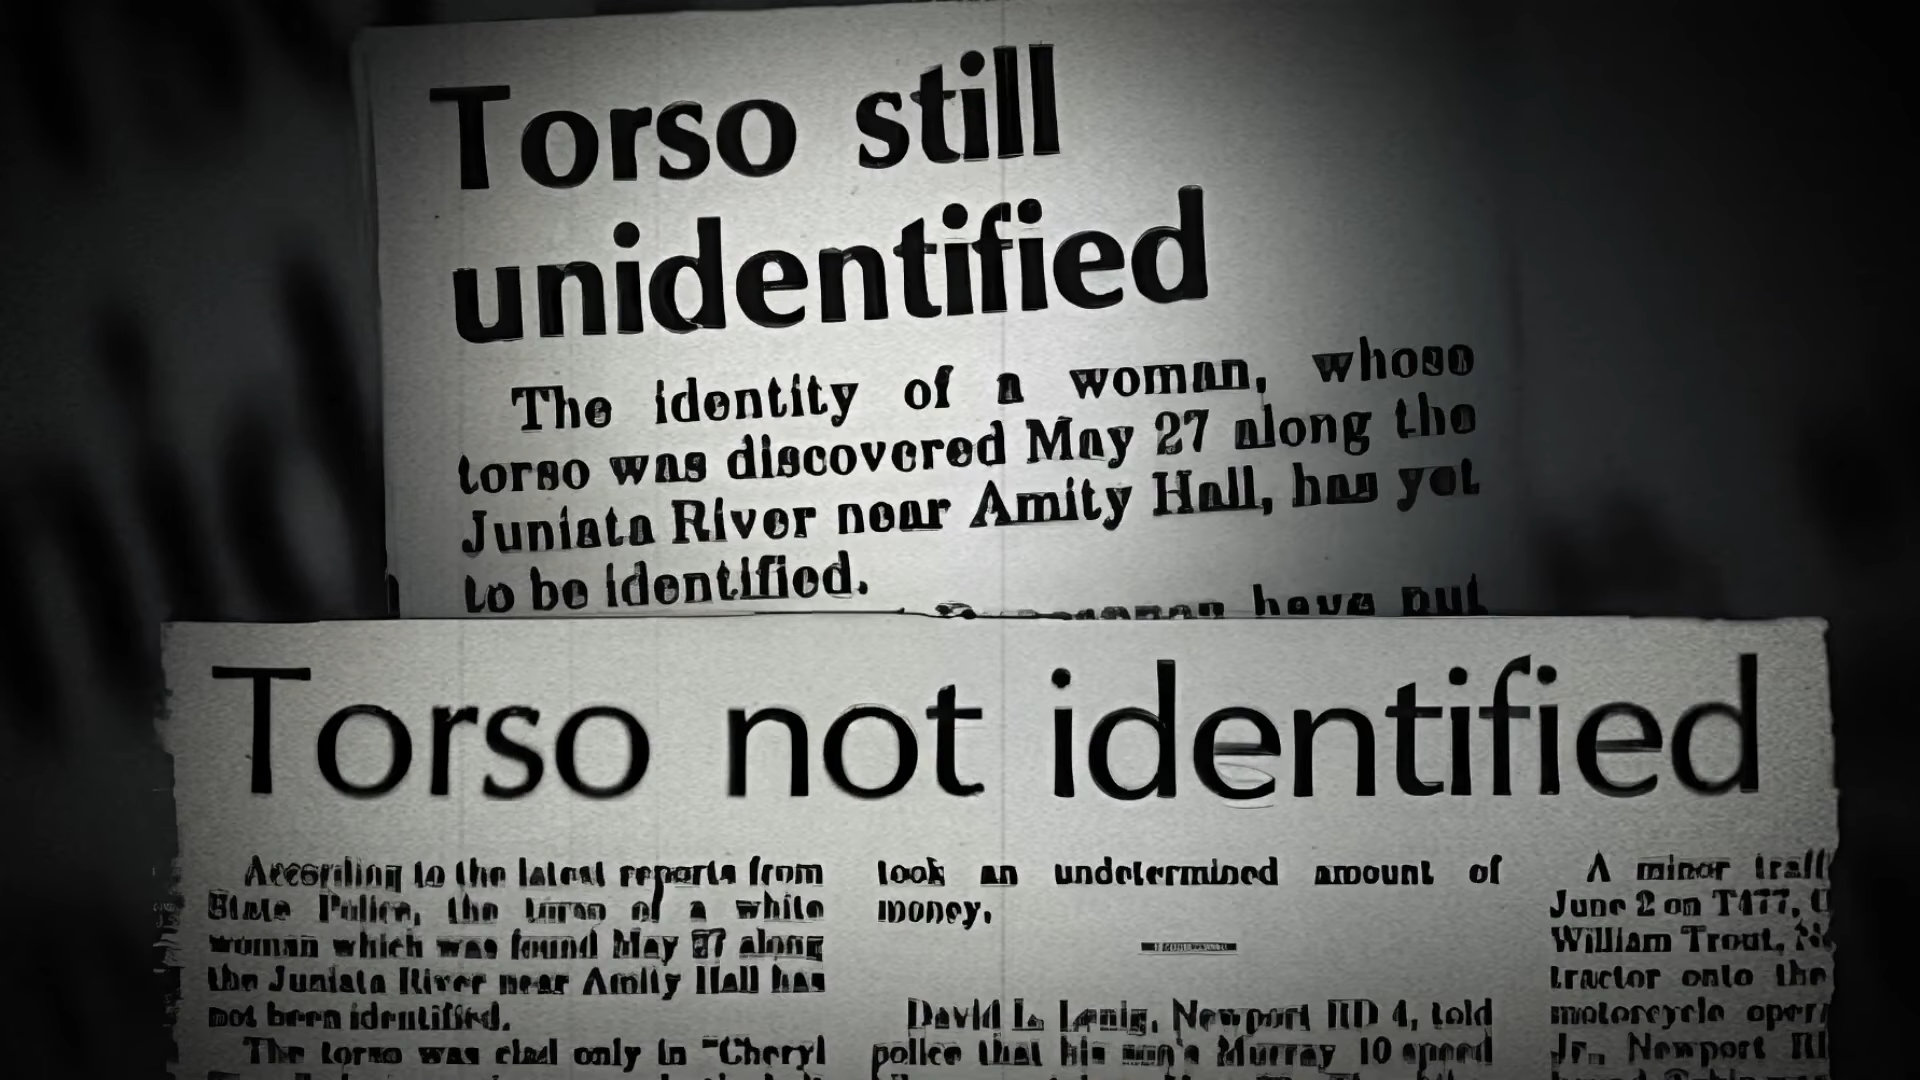 Torso still
unidentified
The identity of a woman, whose
torso was discovered May 27 along the
Juniata River near Amity Hall, has yet
to be identified.
have put
Torso not identified
According to the latest reports from
State Police, the torso of a white
woman which was found May 27 along
the Juniata River near Amity Hall has
not been identified.
The torso was clad only in "Cheryl
took an undetermined amount of
money.
David L. Newport RD 4, told
police that his son's Murray 10 speed
A minor
June 2 on T477,
William Trout,
tractor onto the
motorcycle
Jr., Newport